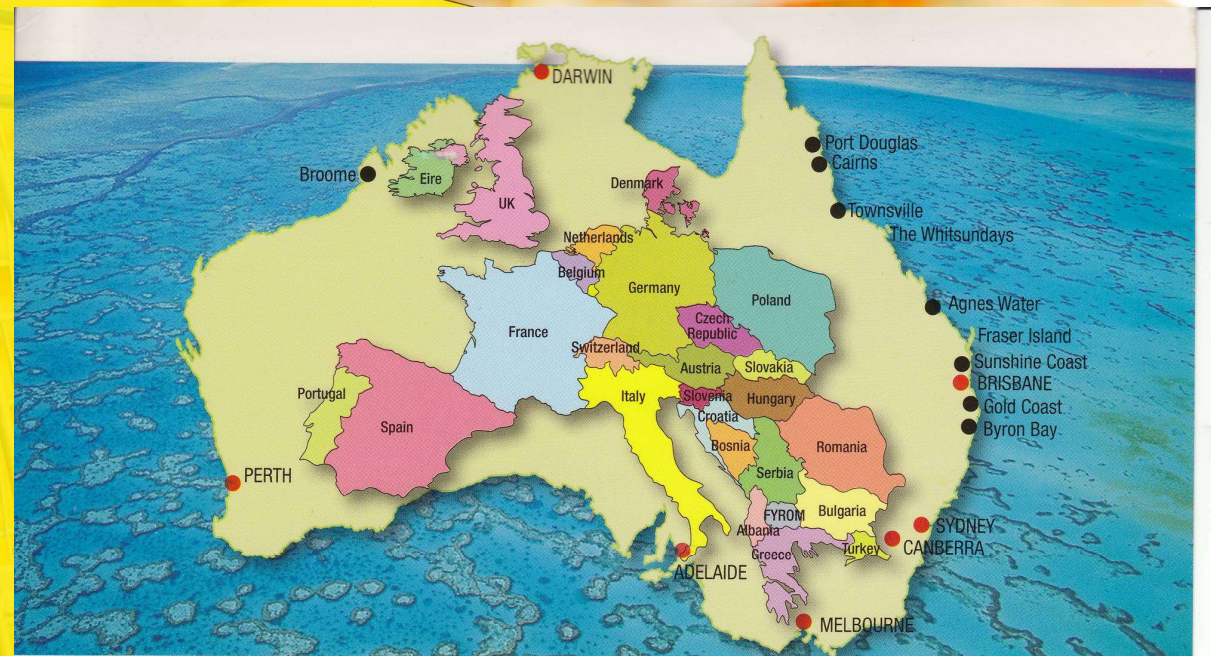 DARWIN
Port Douglas
Cairns
Broome
Eire
Denmark
UK
Townsville
The Whitsundays
Netherlands
Belgium
Germany
Poland
Agnes Water
Czech
Republic
France
Fraser Island
Switzerland
Austria
Slovakia
Sunshine Coast
BRISBANE
Portugal
Italy
Slovenia
Hungary
Gold Coast
Croatia
Spain
Byron Bay
Bosnia
Romania
Serbia
PERTH
Bulgaria
FYROM
SYDNEY
Albania
Turkey
CANBERRA
Greece
ADELAIDE
MELBOURNE